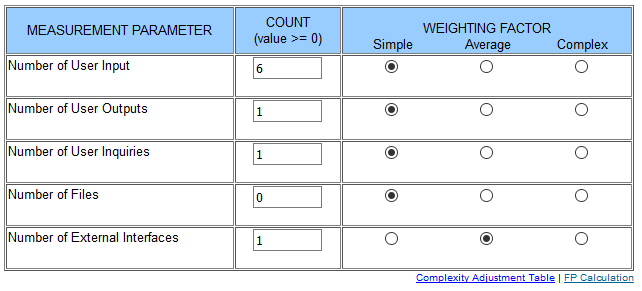 MEASUREMENT PARAMETER
COUNT
(value >= 0)
WEIGHTING FACTOR
Simple Average Complex
Number of User Input 6
Number of User Outputs 1
Number of User Inquiries 1
Number of Files 0
Number of External Interfaces 1
Complexity Adjustment Table | FP Calculation